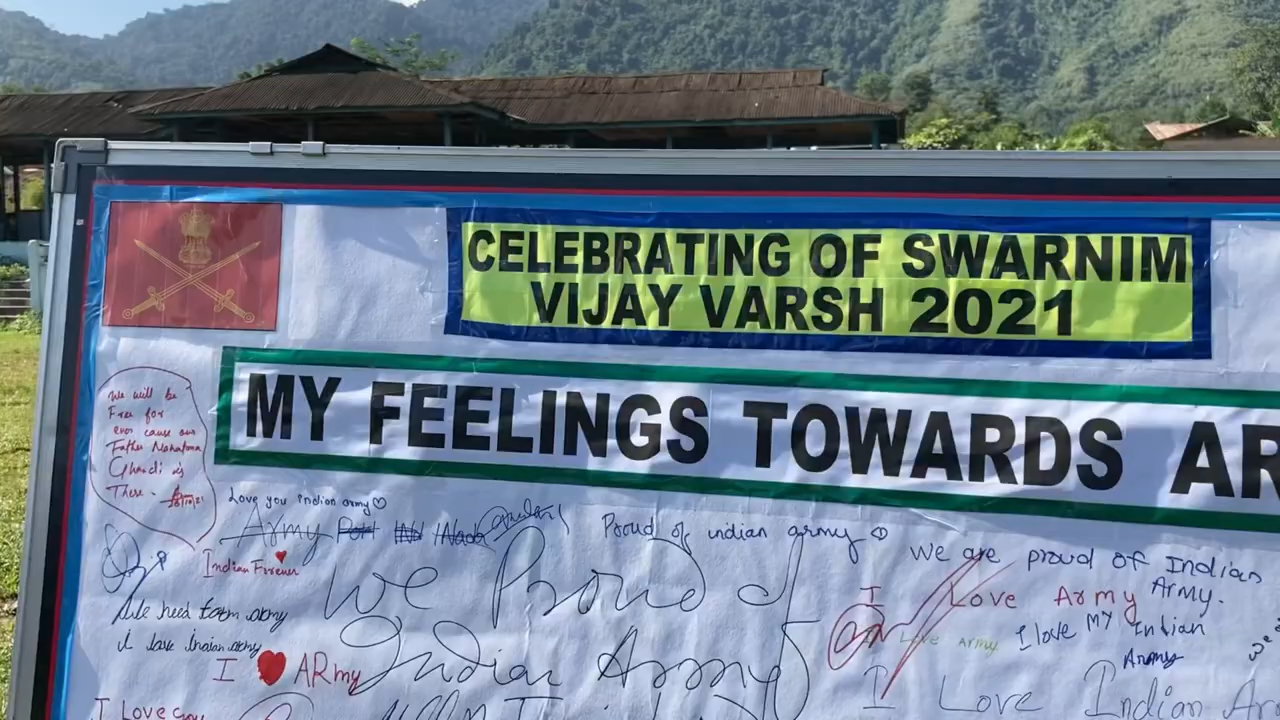 CELEBRATING OF SWARNIM
VIJAY VARSH 2021
MY FEELINGS TOWARDS AR
We will be
Free for
ever cause our
Father Mahatma
Ghandi is
There.
Love you indian army
Army
Proud of indian army
Indian Forever
We Proud of
Indian Army
We are proud of Indian
Army.
I Love Army
Love Army
I love MY Indian
Army
We need
army
I love indian army
I ARmy
I Love Indian Ar
I Love you